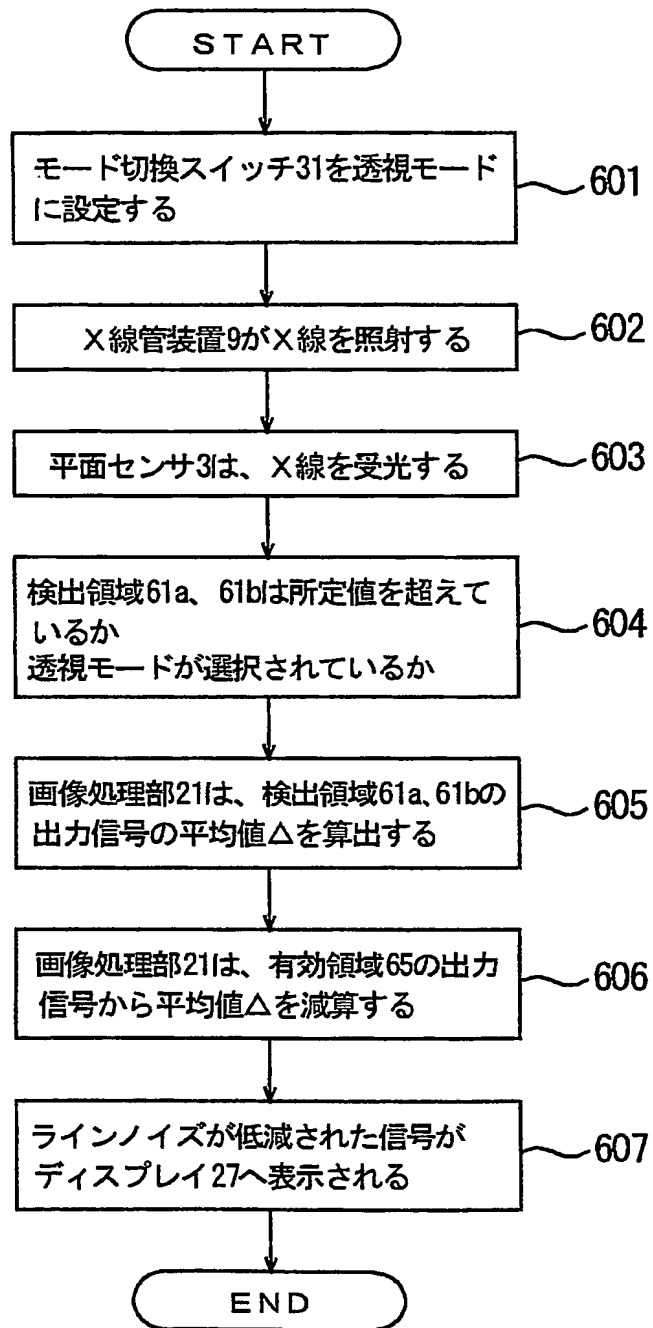 START
モード切換スイッチ31を透視モード
に設定する
601
X線管装置9がX線を照射する
602
平面センサ3は、X線を受光する
603
検出領域61a、61bは所定値を超えて
いるか
透視モードが選択されているか
604
画像処理部21は、検出領域61a、61bの
出力信号の平均値△を算出する
605
画像処理部21は、有効領域65の出力
信号から平均値△を減算する
606
ラインノイズが低減された信号が
ディスプレイ27へ表示される
607
END